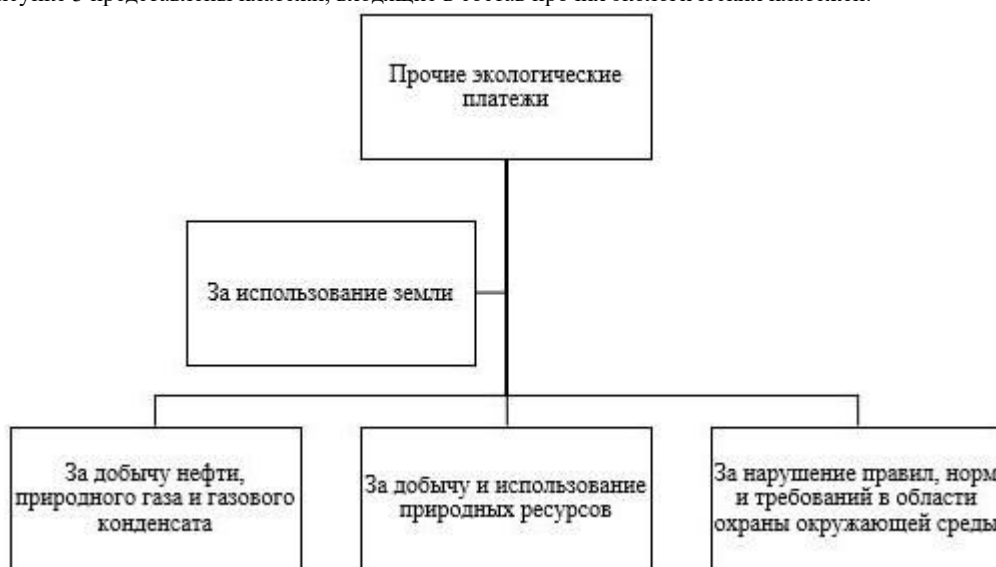 Прочие экологические
платежи
За использование земли
За добычу нефти,
природного газа и газового
конденсата
За добычу и использование
природных ресурсов
За нарушение правил, норм
и требований в области
охраны окружающей среды